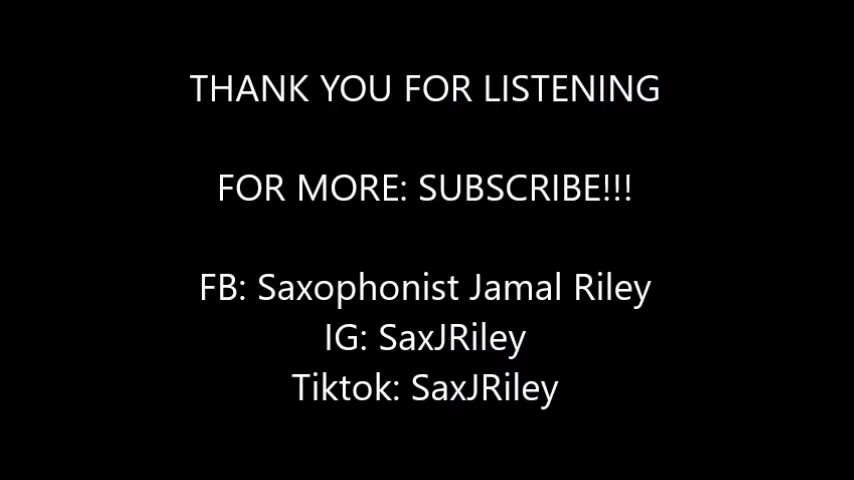 THANK YOU FOR LISTENING
FOR MORE: SUBSCRIBE!!!
FB: Saxophonist Jamal Riley
IG: SaxJRiley
Tiktok: SaxJRiley